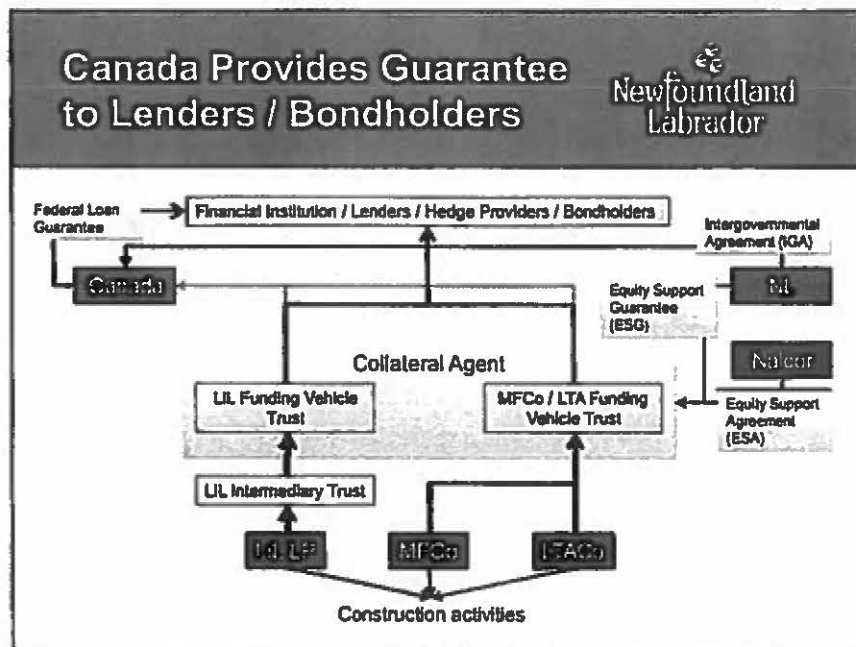 Canada Provides Guarantee
to Lenders / Bondholders
Newfoundland
Labrador
Federal Loan
Guarantee
Financial Institution / Lenders / Hedge Providers / Bondholders
Intergovernmental
Agreement (IGA)
Canada
NL
Equity Support
Guarantee
(ESG)
Collateral Agent
Nalcor
LIL Funding Vehicle
Trust
MFCo / LTA Funding
Vehicle Trust
Equity Support
Agreement
(ESA)
LIL Intermediary Trust
LIL LP
MFCo
LTACo
Construction activities